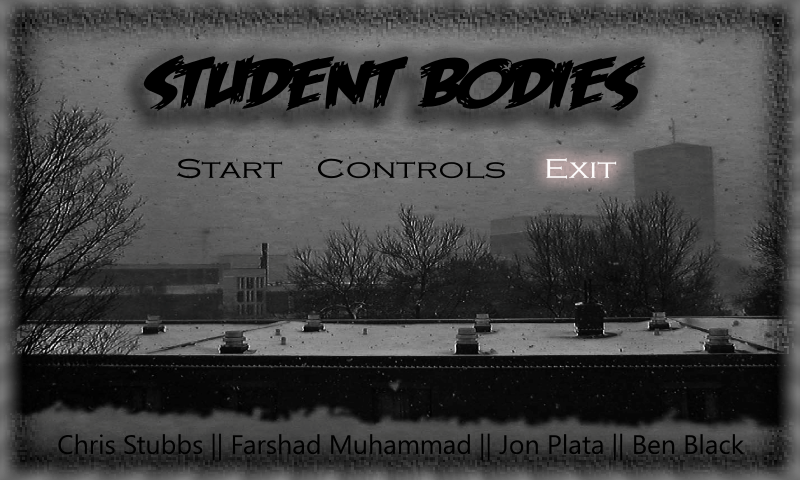 STUDENT BODIES
START CONTROLS EXIT
Chris Stubbs || Farshad Muhammad || Jon Plata || Ben Black